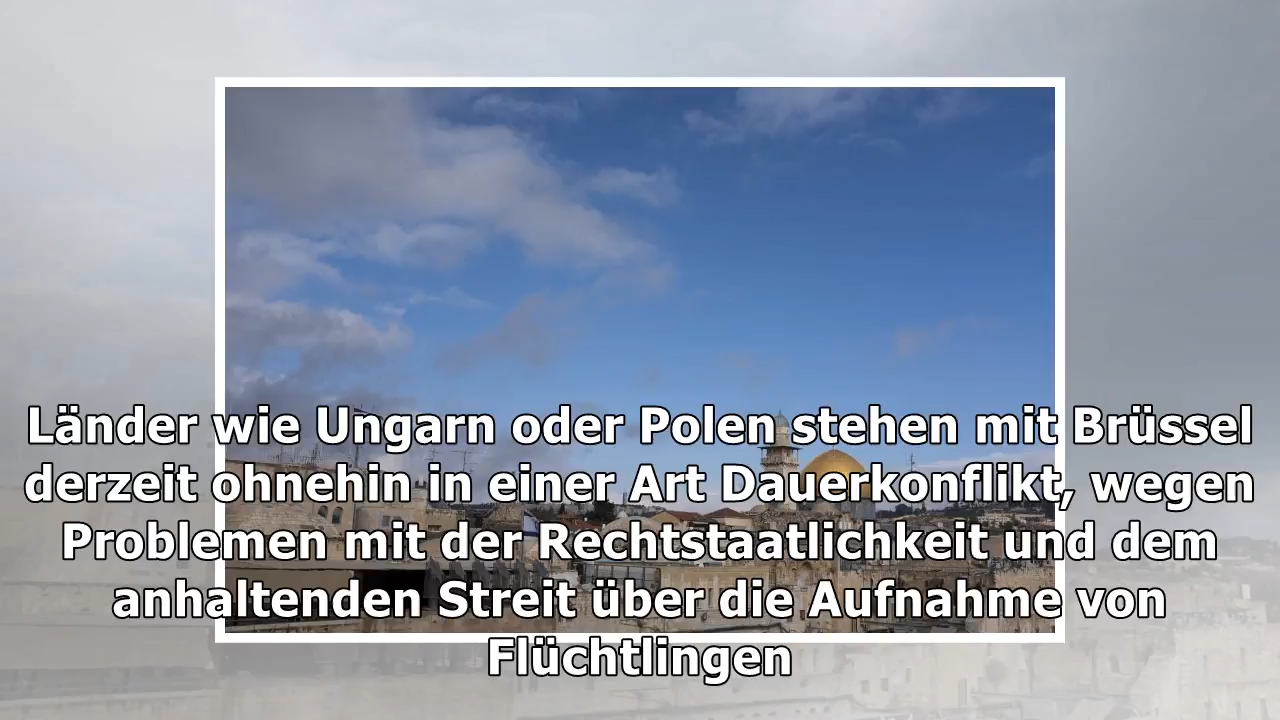 Länder wie Ungarn oder Polen stehen mit Brüssel
derzeit ohnehin in einer Art Dauerkonflikt, wegen
Problemen mit der Rechtstaatlichkeit und dem
anhaltenden Streit über die Aufnahme von
Flüchtlingen